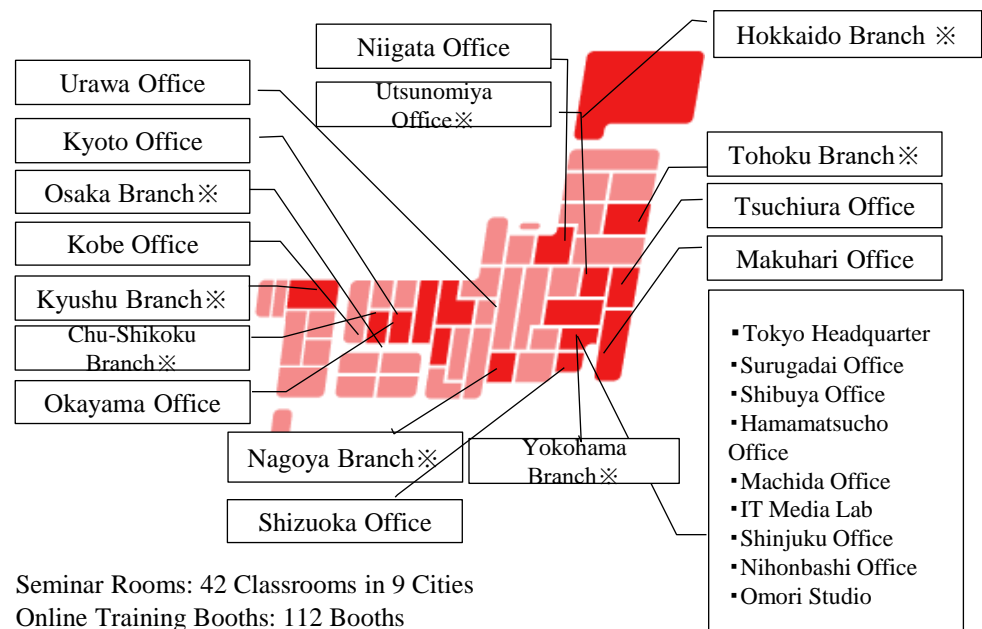 Niigata Office
Hokkaido Branch ※
Urawa Office
Utsunomiya
Office※
Kyoto Office
Tohoku Branch※
Osaka Branch※
Tsuchiura Office
Kobe Office
Makuhari Office
Kyushu Branch※
Chu-Shikoku
Branch※
Okayama Office
▪Tokyo Headquarter
▪Surugadai Office
▪Shibuya Office
▪Hamamatsucho
Office
▪Machida Office
▪IT Media Lab
▪Shinjuku Office
▪Nihonbashi Office
▪Omori Studio
Nagoya Branch※
Yokohama
Branch※
Shizuoka Office
Seminar Rooms: 42 Classrooms in 9 Cities
Online Training Booths: 112 Booths